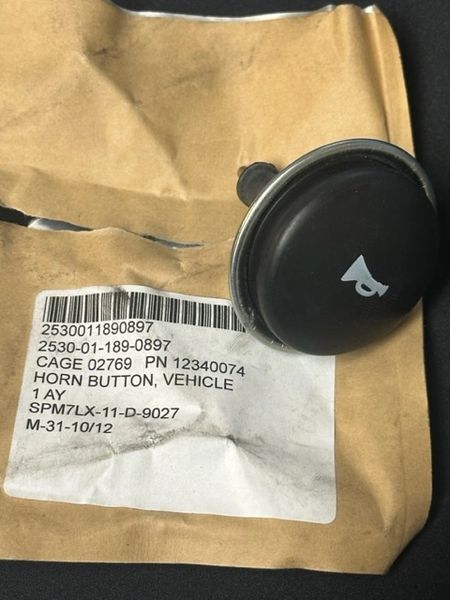 2530011890897
2530-01-189-0897
CAGE 02769 PN 12340074
HORN BUTTON, VEHICLE
1 AY
SPM7LX-11-D-9027
M-31-10/12